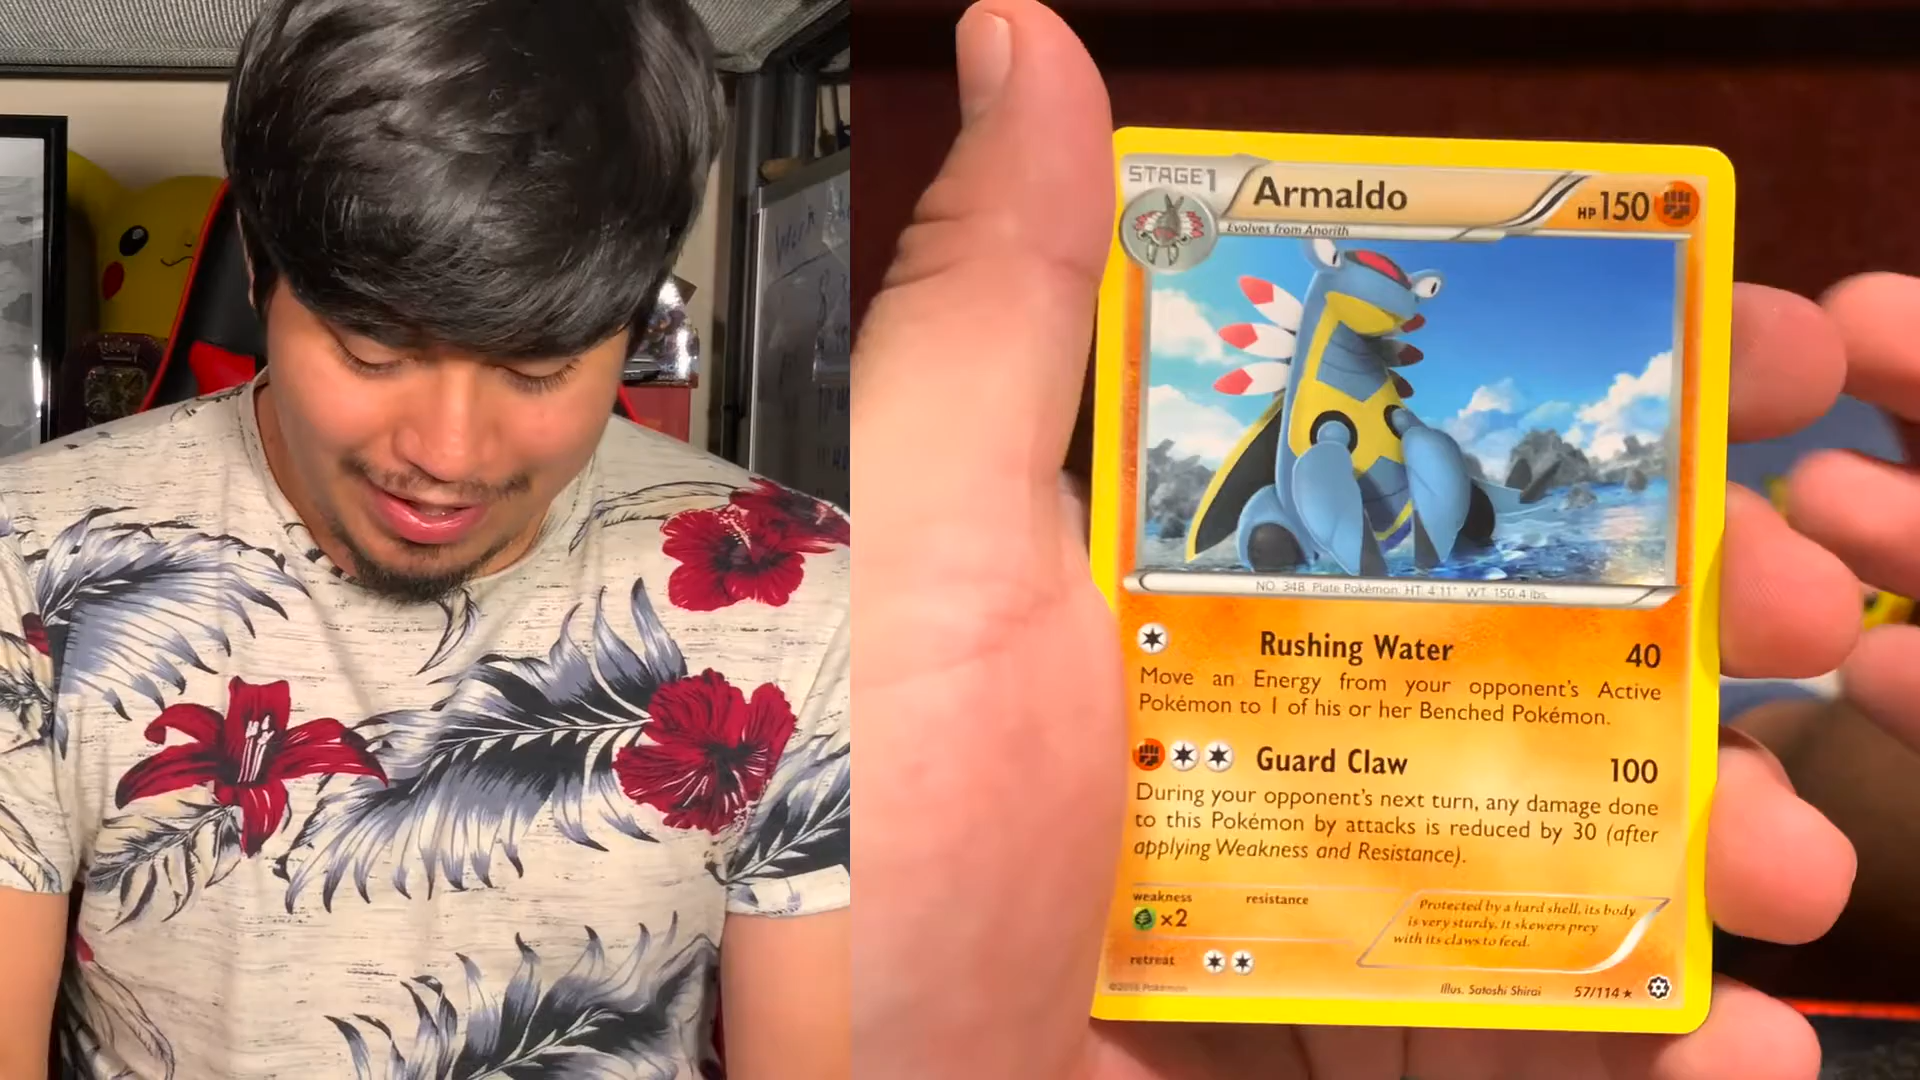 Work
STAGE 1
Armaldo
HP 150
Evolves from Anorith
NO. 348 Plate Pokémon HT: 4'11" WT: 150.4 lbs.
Rushing Water 40
Move an Energy from your opponent's Active
Pokémon to 1 of his or her Benched Pokémon.
Guard Claw 100
During your opponent's next turn, any damage done
to this Pokémon by attacks is reduced by 30 (after
applying Weakness and Resistance).
weakness
×2
resistance
Protected by a hard shell, its body
is very sturdy. It skewers prey
with its claws to feed.
retreat
©2016 Pokémon
Illus. Satoshi Shirai
57/114 ★